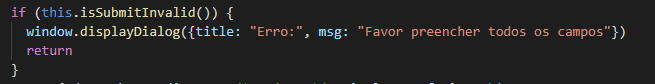 if (this.isSubmitInvalid()) {
window.displayDialog({title: "Erro:", msg: "Favor preencher todos os campos"})
return
}